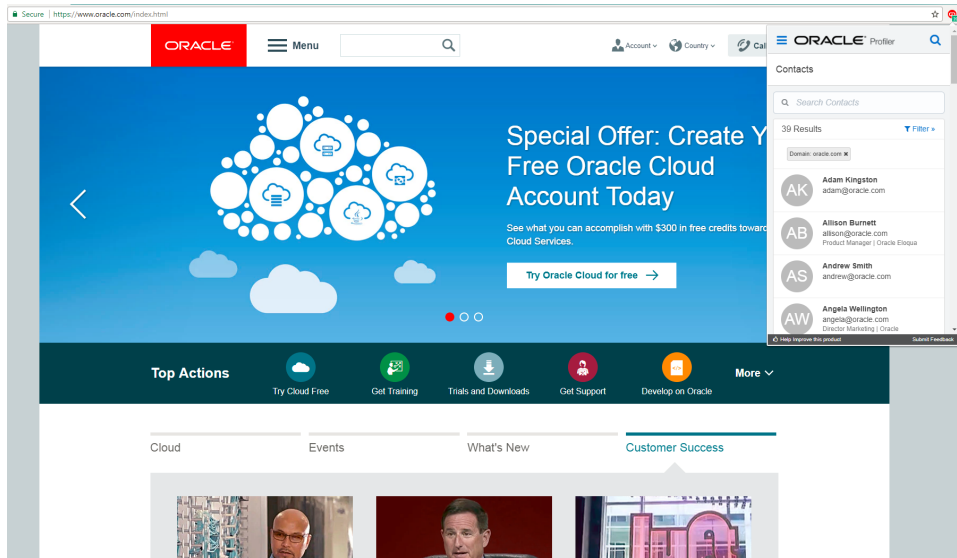 Secure | https://www.oracle.com/index.html
ORACLE
Menu
Account
Country
Call
Special Offer: Create Y
Free Oracle Cloud
Account Today
See what you can accomplish with $300 in free credits toward
Cloud Services.
Try Oracle Cloud for free
ORACLE Profiler
Contacts
Search Contacts
39 Results
Filter »
Domain: oracle.com ×
AK
Adam Kingston
adam@oracle.com
AB
Allison Burnett
allison@oracle.com
Product Manager | Oracle Eloqua
AS
Andrew Smith
andrew@oracle.com
AW
Angela Wellington
angela@oracle.com
Director Marketing | Oracle
Help Improve this product
Submit Feedback
Top Actions
Try Cloud Free
Get Training
Trials and Downloads
Get Support
Develop on Oracle
More
Cloud
Events
What's New
Customer Success